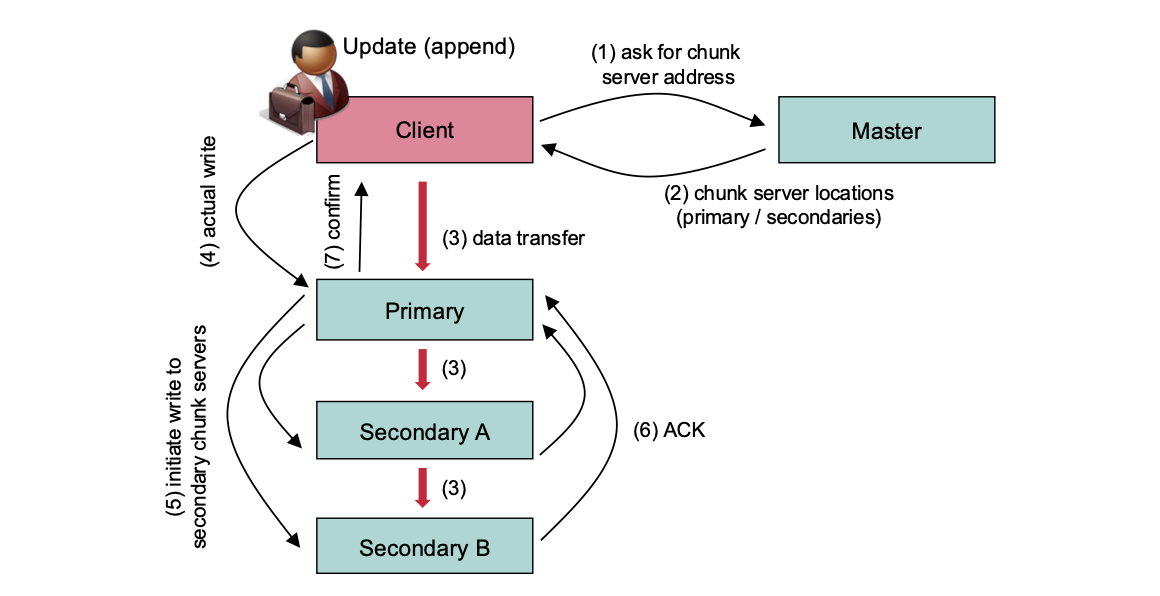 Update (append)
(1) ask for chunk
server address
Client
Master
(2) chunk server locations
(primary / secondaries)
(4) actual write
(7) confirm
(3) data transfer
Primary
(5) initiate write to
secondary chunk servers
(3)
Secondary A
(6) ACK
(3)
Secondary B